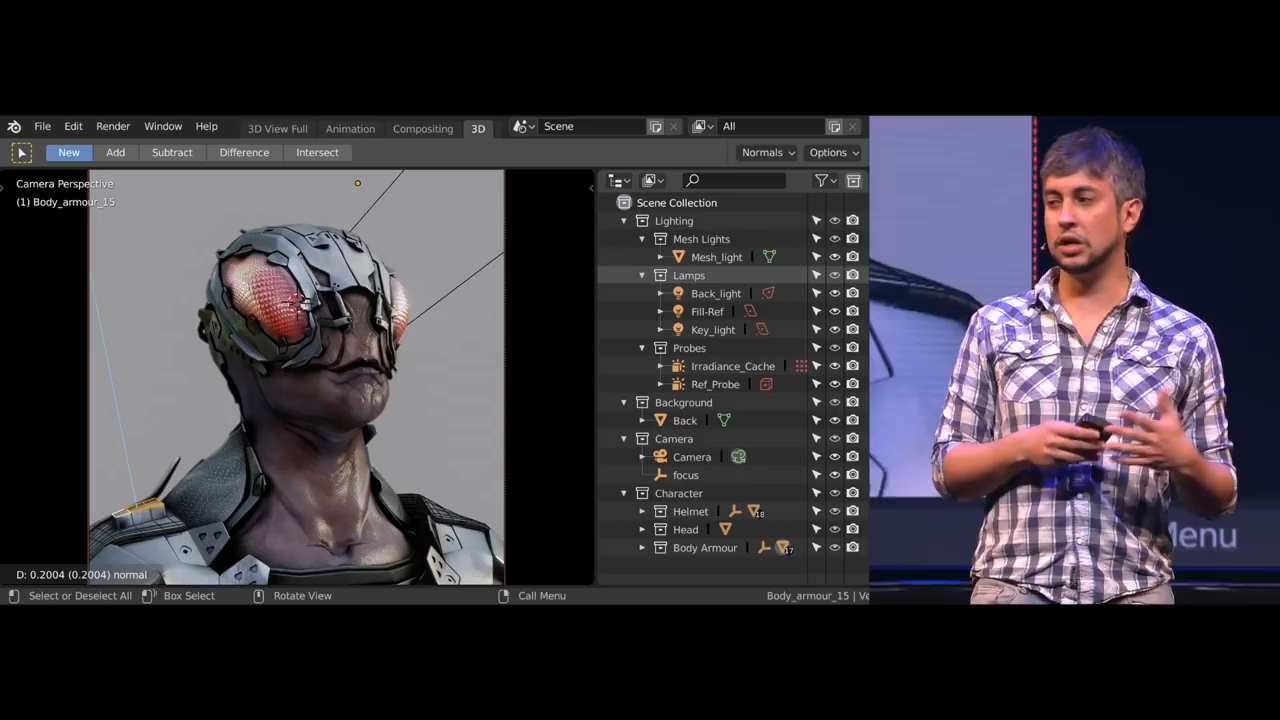 File Edit Render Window Help 3D View Full Animation Compositing 3D Scene All
New Add Subtract Difference Intersect Normals Options
Camera Perspective
(1) Body_armour_15
Scene Collection
Lighting
Mesh Lights
Mesh_light
Lamps
Back_light
Fill-Ref
Key_light
Probes
Irradiance_Cache
Ref_Probe
Background
Back
Camera
Camera
focus
Character
Helmet 18
Head
Body Armour 17
D: 0.2004 (0.2004) normal
Select or Deselect All Box Select Rotate View Call Menu Body_armour_15 | Ve
Menu